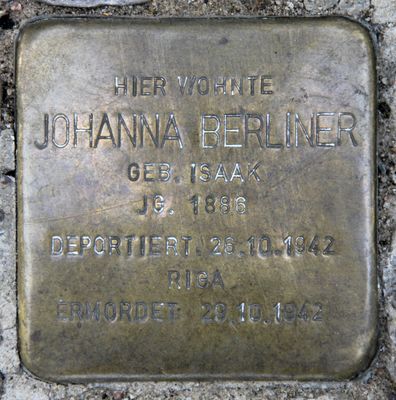 HIER WOHNTE
JOHANNA BERLINER
GEB. ISAAK
JG. 1886
DEPORTIERT 26.10.1942
RIGA
ERMORDET 29.10.1942